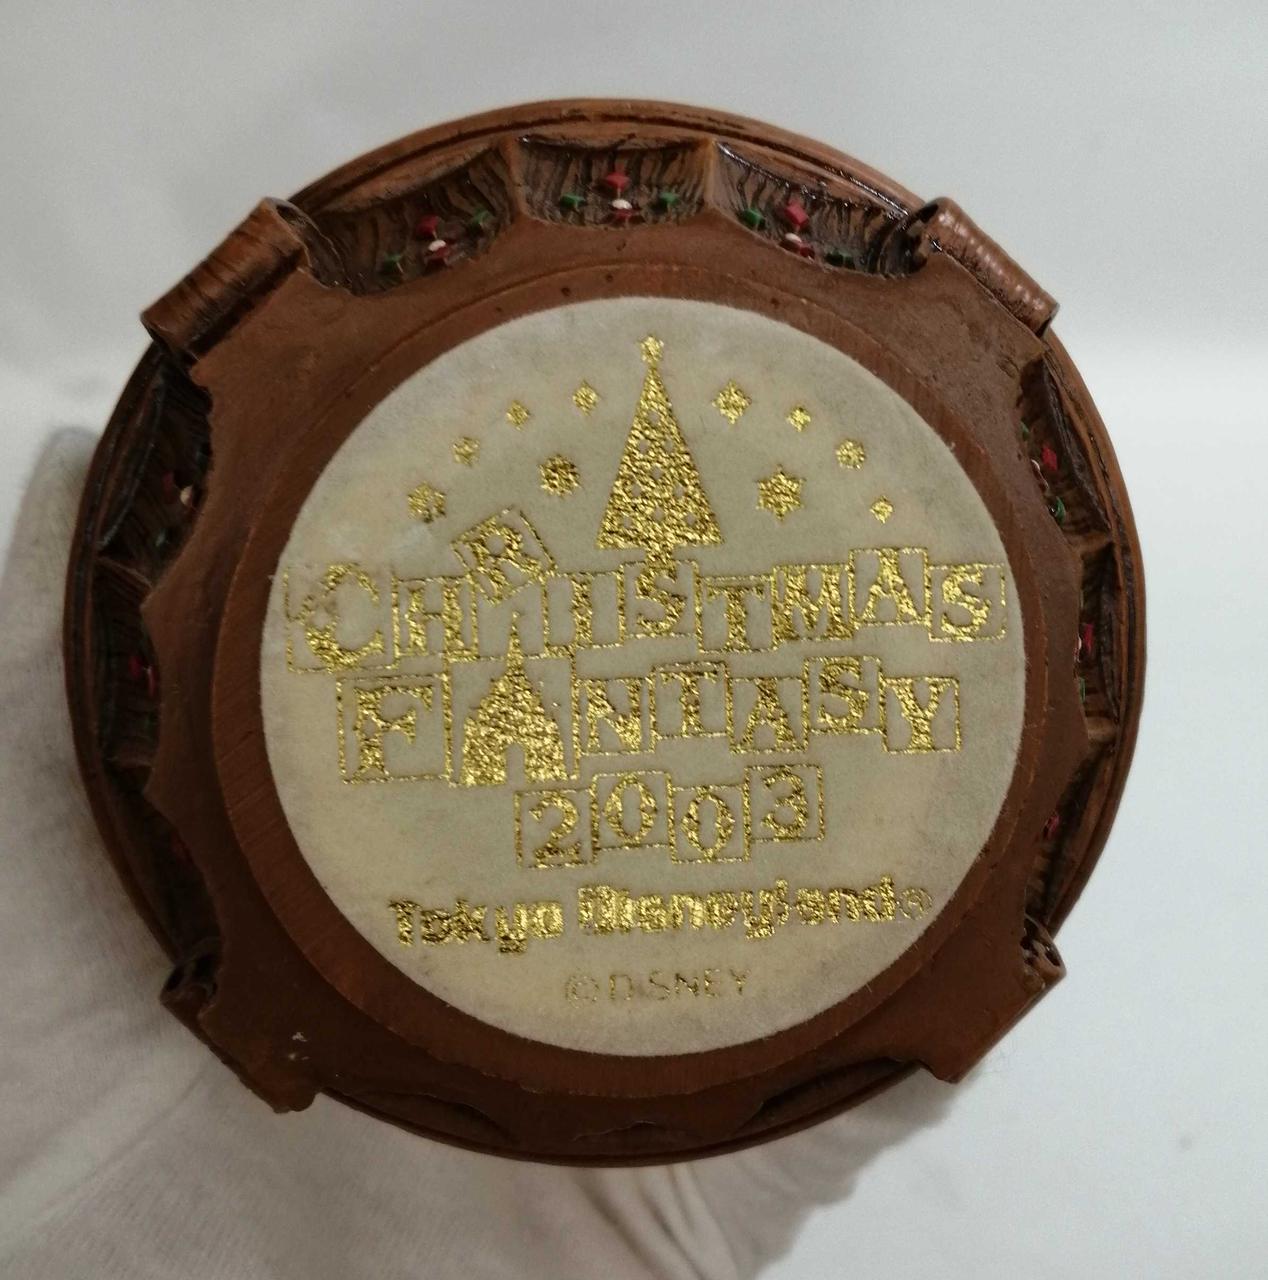 CHRISTMAS
FANTASY
2003
Tokyo Disneyland®
© DISNEY